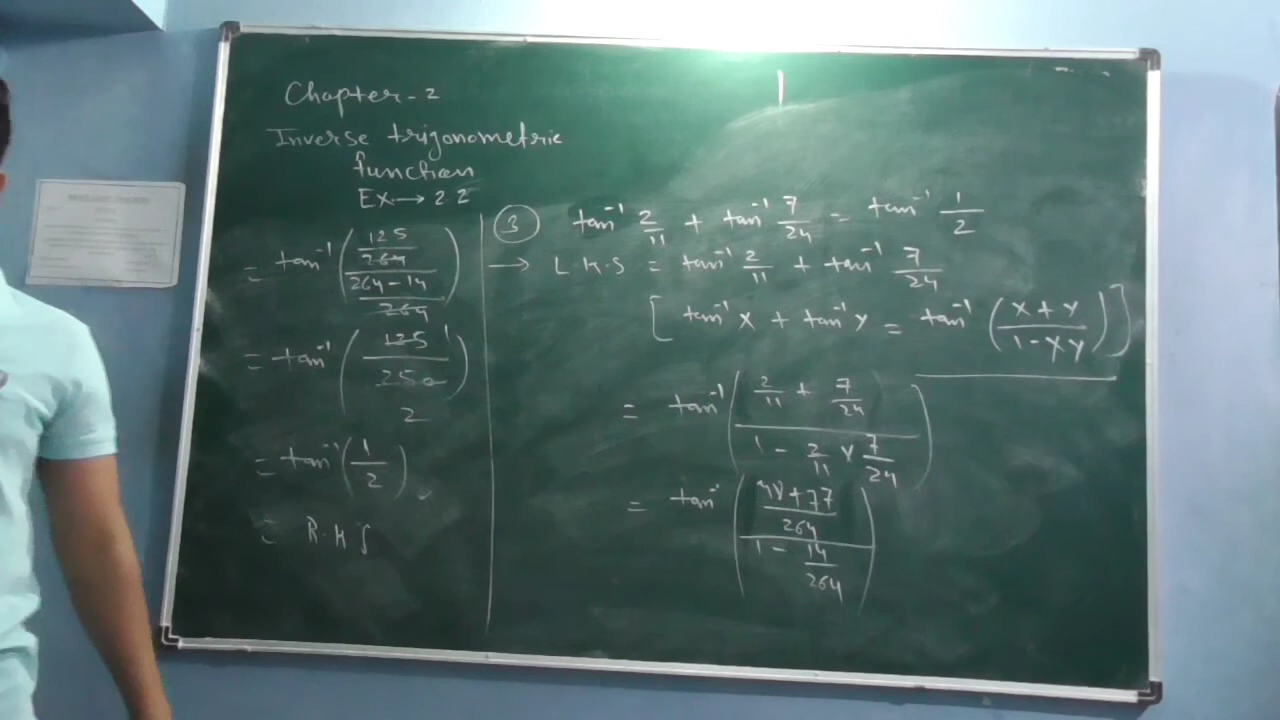 Chapter - 2
Inverse trigonometric
function
Ex → 2.2
③ tan⁻¹ 2/11 + tan⁻¹ 7/24 = tan⁻¹ 1/2
→ L.H.S = tan⁻¹ 2/11 + tan⁻¹ 7/24
[tan⁻¹ x + tan⁻¹ y = tan⁻¹ ((x + y)/(1 - xy))]
= tan⁻¹ ((2/11 + 7/24)/(1 - 2/11 × 7/24))
= tan⁻¹ (((48 + 77)/264)/(1 - 14/264))
= tan⁻¹ ((125/264)/((264 - 14)/264))
= tan⁻¹ (125/250) 1 2
= tan⁻¹ (1/2)
= R.H.S